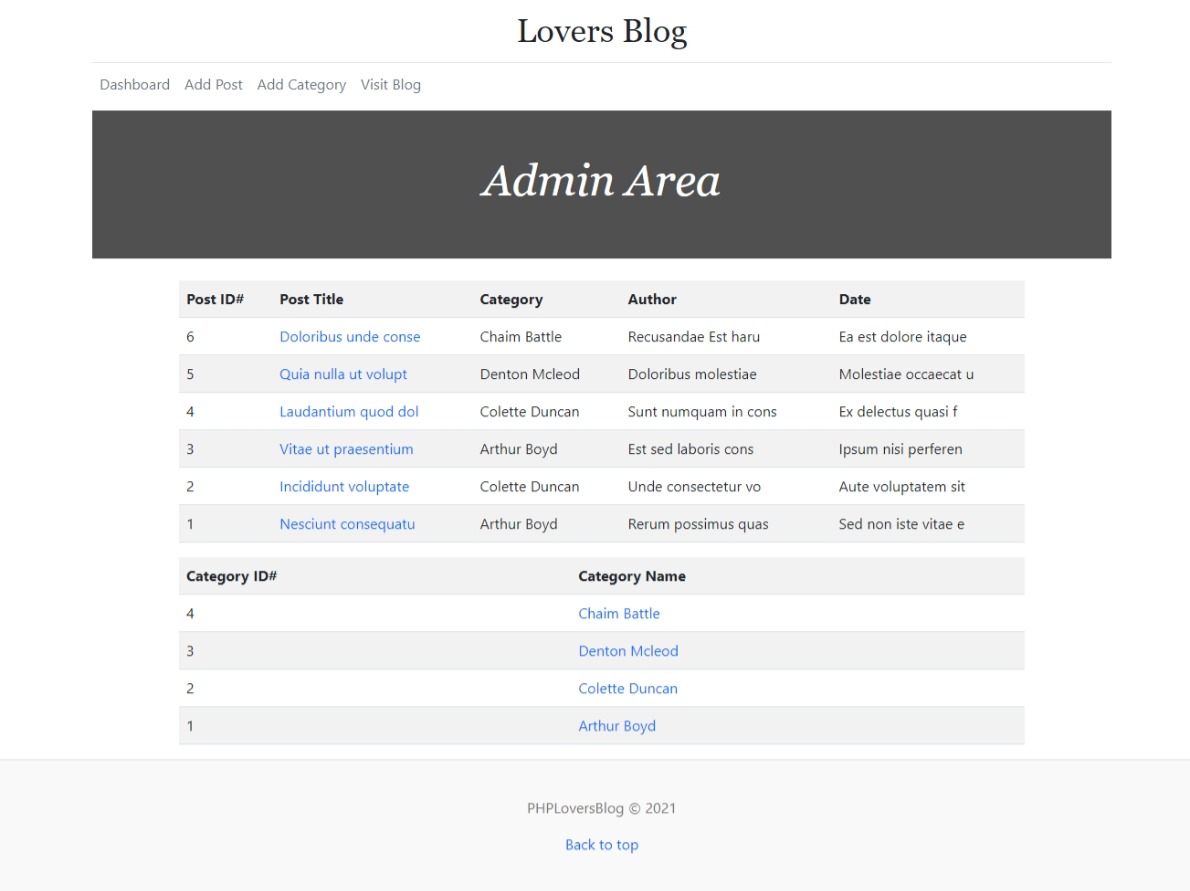 Lovers Blog
Dashboard Add Post Add Category Visit Blog
Admin Area
Post ID# Post Title Category Author Date
6 Doloribus unde conse Chaim Battle Recusandae Est haru Ea est dolore itaque
5 Quia nulla ut volupt Denton Mcleod Doloribus molestiae Molestiae occaecat u
4 Laudantium quod dol Colette Duncan Sunt numquam in cons Ex delectus quasi f
3 Vitae ut praesentium Arthur Boyd Est sed laboris cons Ipsum nisi perferen
2 Incididunt voluptate Colette Duncan Unde consectetur vo Aute voluptatem sit
1 Nesciunt consequatu Arthur Boyd Rerum possimus quas Sed non iste vitae e
Category ID# Category Name
4 Chaim Battle
3 Denton Mcleod
2 Colette Duncan
1 Arthur Boyd
PHPLoversBlog © 2021
Back to top